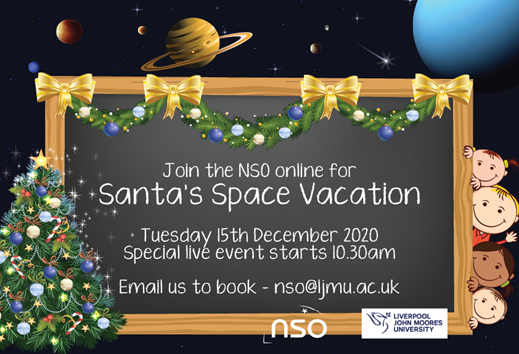 Join the NSO online for
Santa's Space Vacation
Tuesday 15th December 2020
Special live event starts 10.30am
Email us to book - nso@ljmu.ac.uk
nso
LIVERPOOL
JOHN MOORES
UNIVERSITY